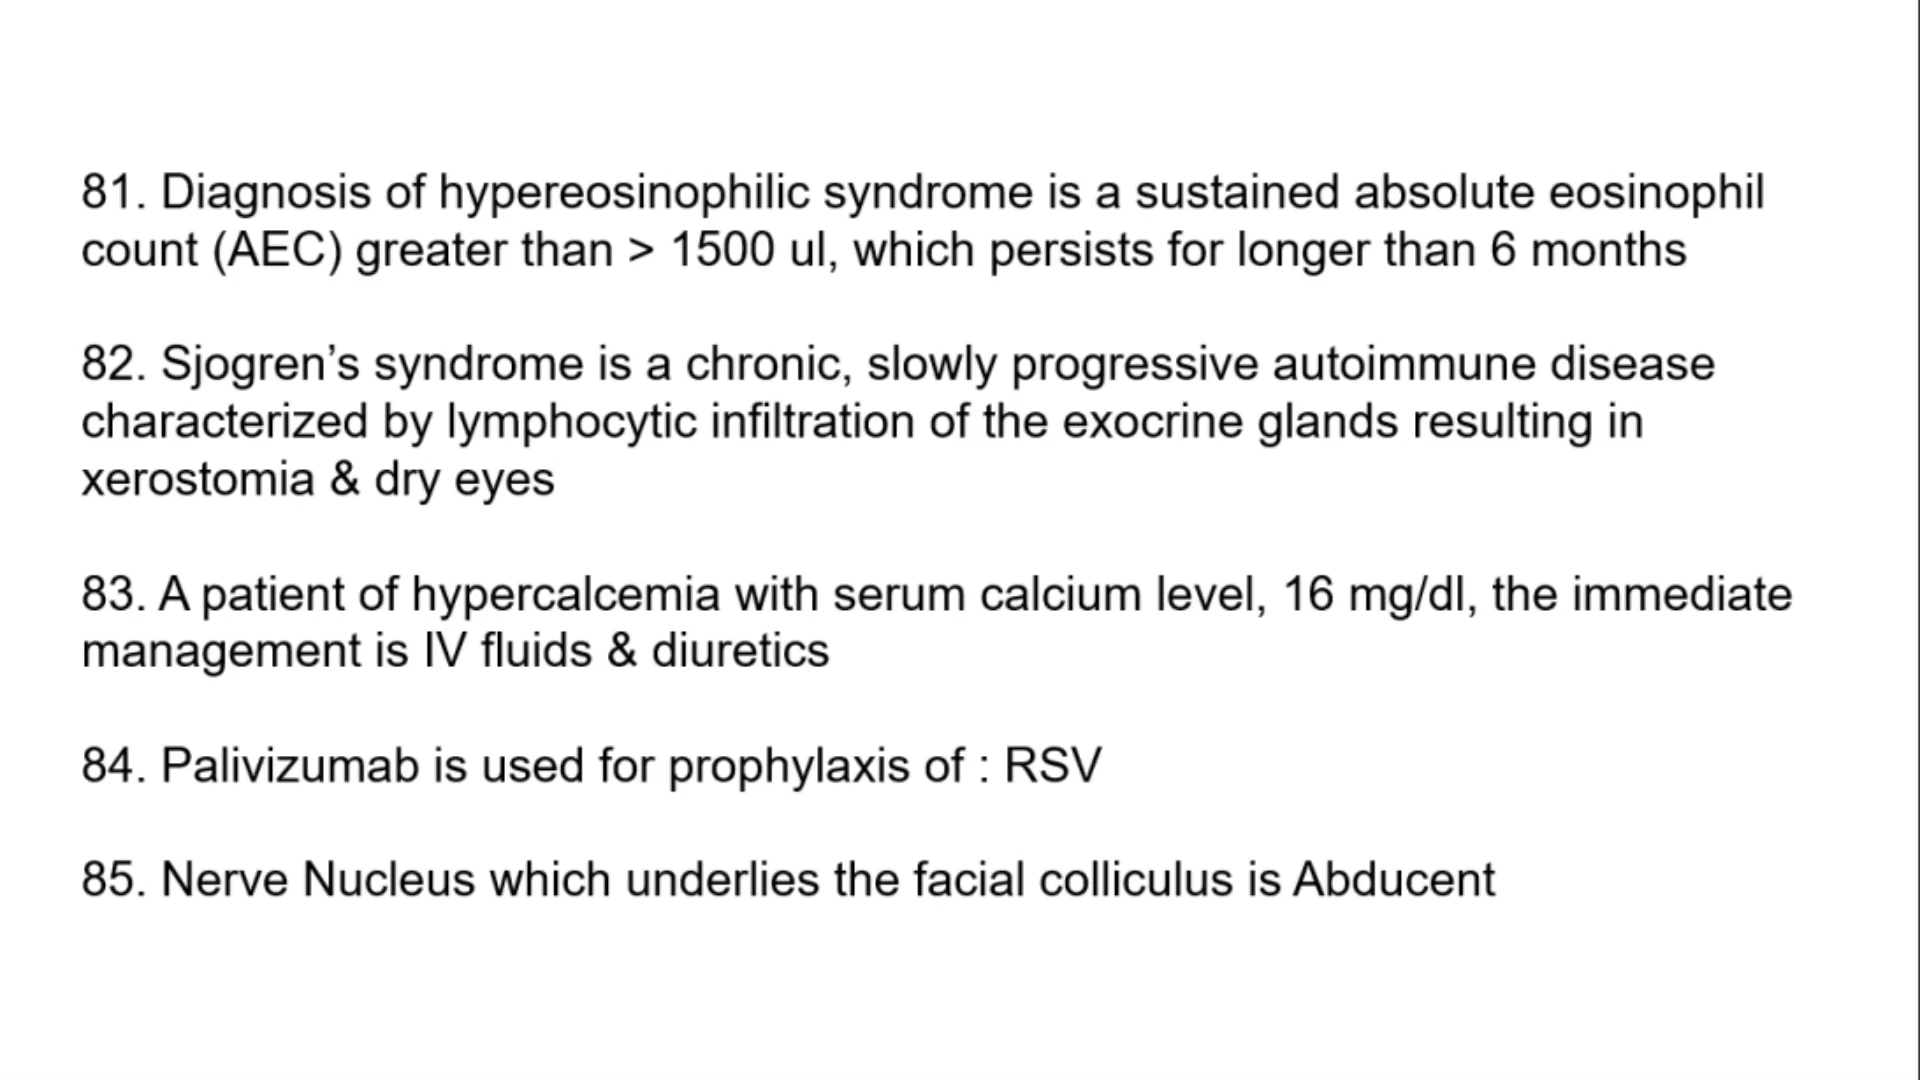 81. Diagnosis of hypereosinophilic syndrome is a sustained absolute eosinophil
count (AEC) greater than > 1500 ul, which persists for longer than 6 months
82. Sjogren’s syndrome is a chronic, slowly progressive autoimmune disease
characterized by lymphocytic infiltration of the exocrine glands resulting in
xerostomia & dry eyes
83. A patient of hypercalcemia with serum calcium level, 16 mg/dl, the immediate
management is IV fluids & diuretics
84. Palivizumab is used for prophylaxis of : RSV
85. Nerve Nucleus which underlies the facial colliculus is Abducent